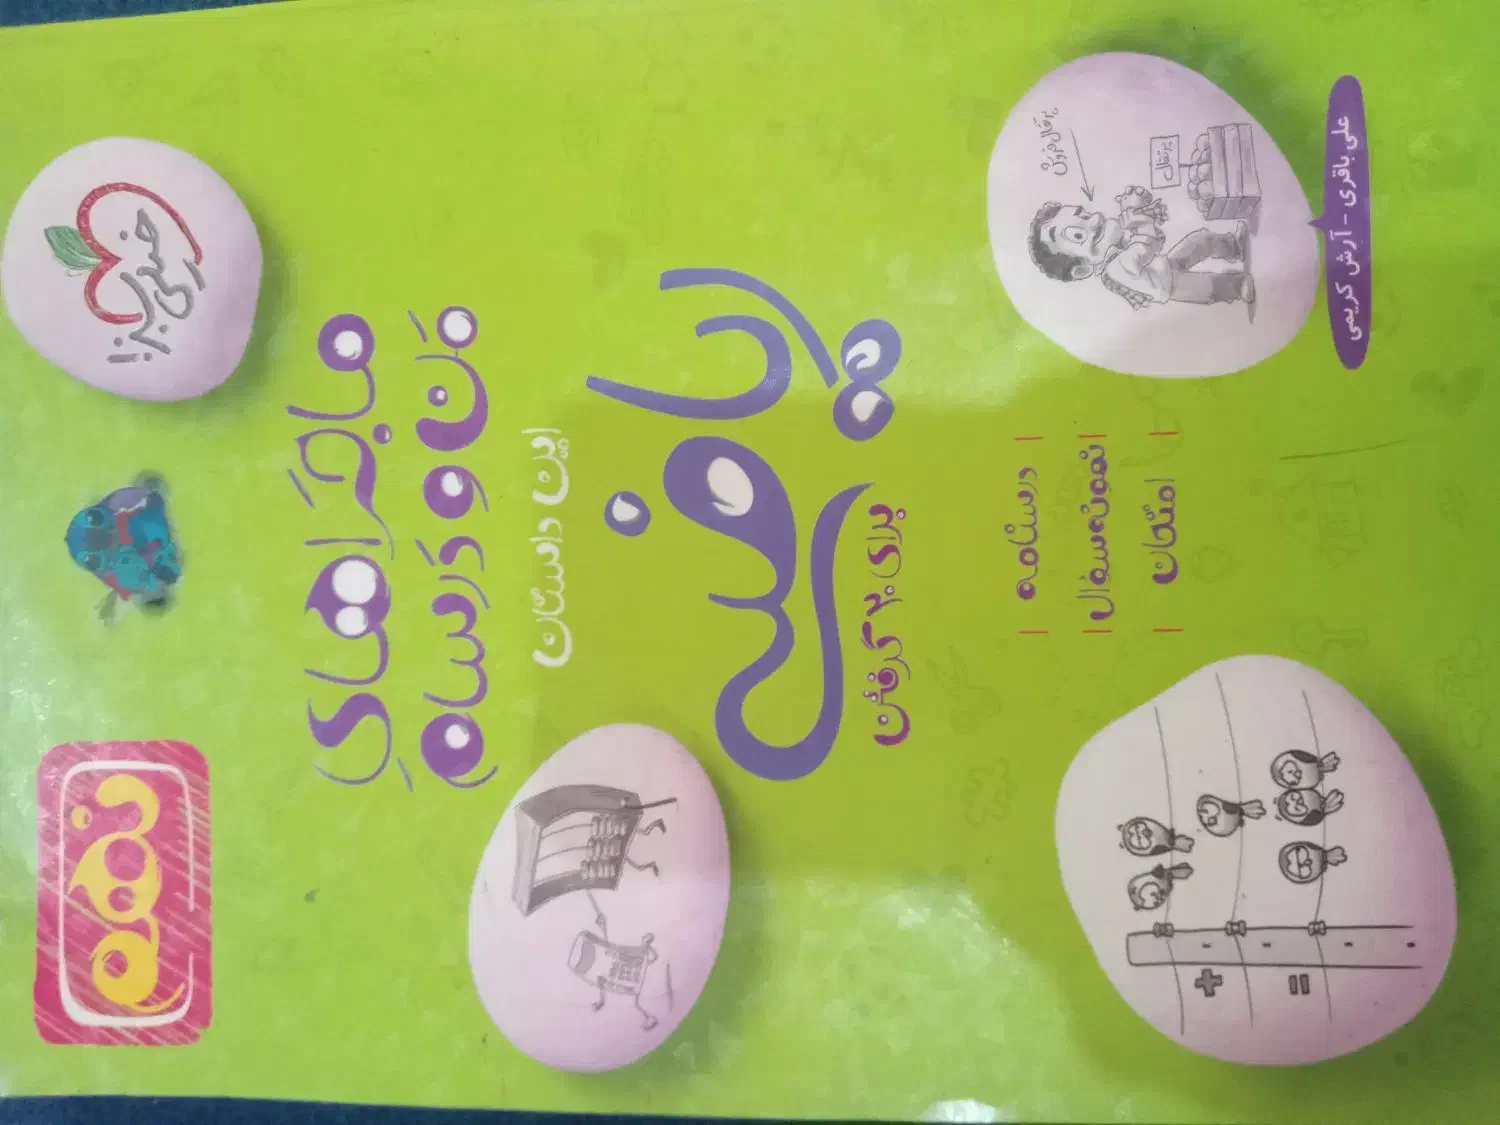 خیلی سبز!
نمره
ماجراهای
من و درسام
این داستان
ریاضی
برای ۲۰ گرفتن
| درسنامه |
| نمونه سؤال |
| امتحان |
پرتقال‌فروش
پرتقال
علی باقری - آرش کریمی
+
=